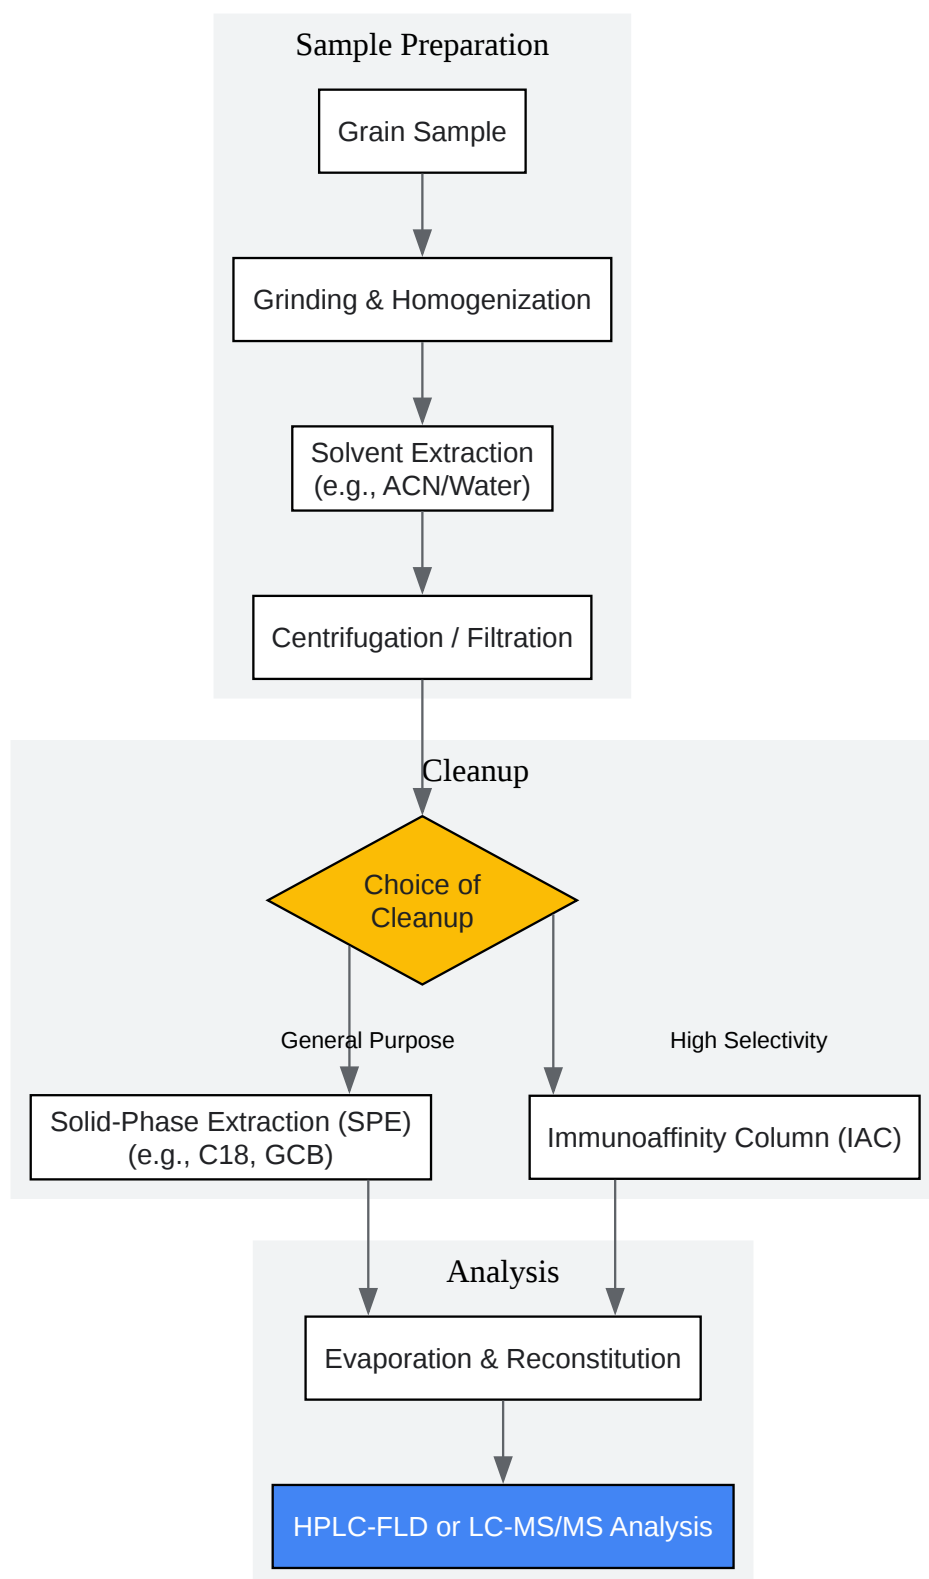 Sample Preparation
Grain Sample
Grinding & Homogenization
Solvent Extraction
(e.g., ACN/Water)
Centrifugation / Filtration
Cleanup
Choice of
Cleanup
General Purpose
High Selectivity
Solid-Phase Extraction (SPE)
(e.g., C18, GCB)
Immunoaffinity Column (IAC)
Analysis
Evaporation & Reconstitution
HPLC-FLD or LC-MS/MS Analysis